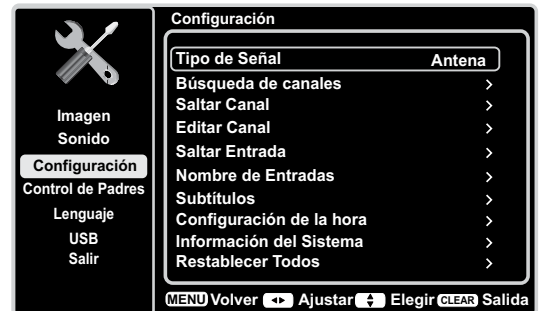 Configuración
Imagen
Sonido
Configuración
Control de Padres
Lenguaje
USB
Salir
Tipo de Señal Antena
Búsqueda de canales >
Saltar Canal >
Editar Canal >
Saltar Entrada >
Nombre de Entradas >
Subtítulos >
Configuración de la hora >
Información del Sistema >
Restablecer Todos >
MENU Volver Ajustar Elegir CLEAR Salida